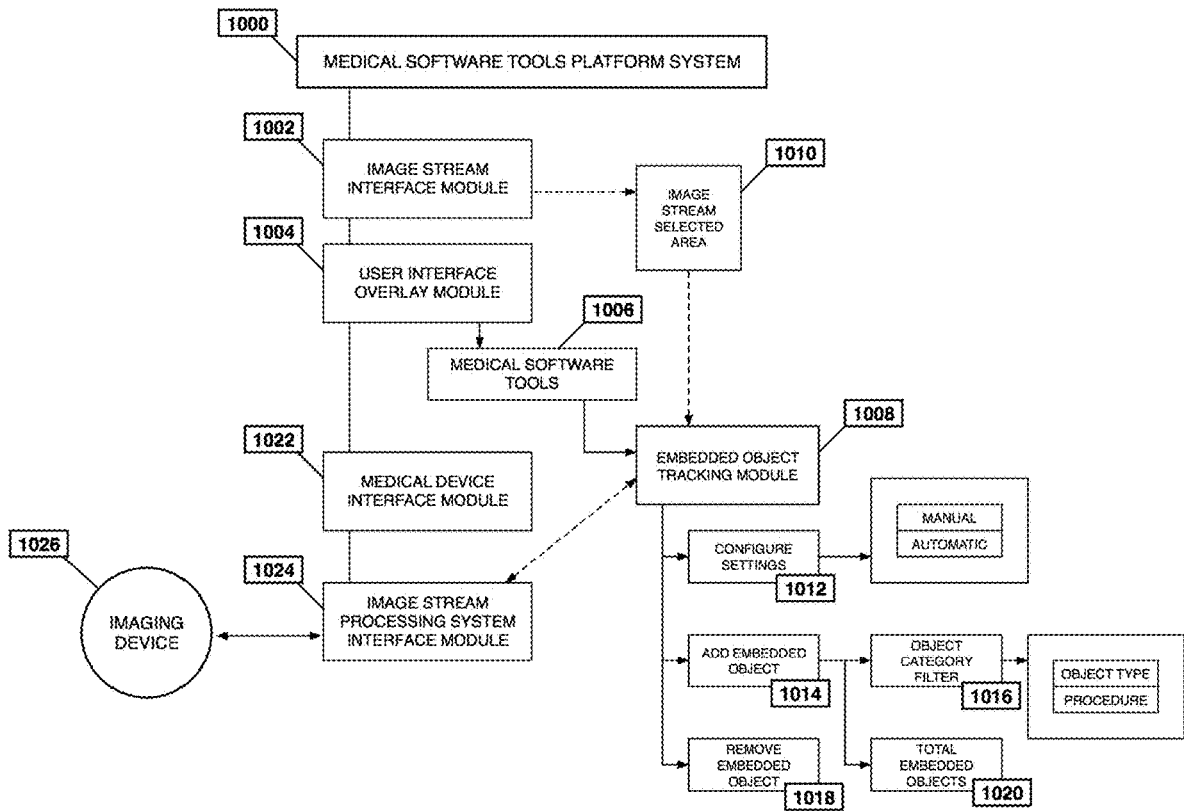 1000
MEDICAL SOFTWARE TOOLS PLATFORM SYSTEM
1002
IMAGE STREAM
INTERFACE MODULE
1010
IMAGE
STREAM
SELECTED
AREA
1004
USER INTERFACE
OVERLAY MODULE
1006
MEDICAL SOFTWARE
TOOLS
1008
EMBEDDED OBJECT
TRACKING MODULE
1022
MEDICAL DEVICE
INTERFACE MODULE
MANUAL
AUTOMATIC
CONFIGURE
SETTINGS
1012
1026
IMAGING
DEVICE
1024
IMAGE STREAM
PROCESSING SYSTEM
INTERFACE MODULE
ADD EMBEDDED
OBJECT
1014
OBJECT
CATEGORY
FILTER
1016
OBJECT TYPE
PROCEDURE
REMOVE
EMBEDDED
OBJECT
1018
TOTAL
EMBEDDED
OBJECTS
1020